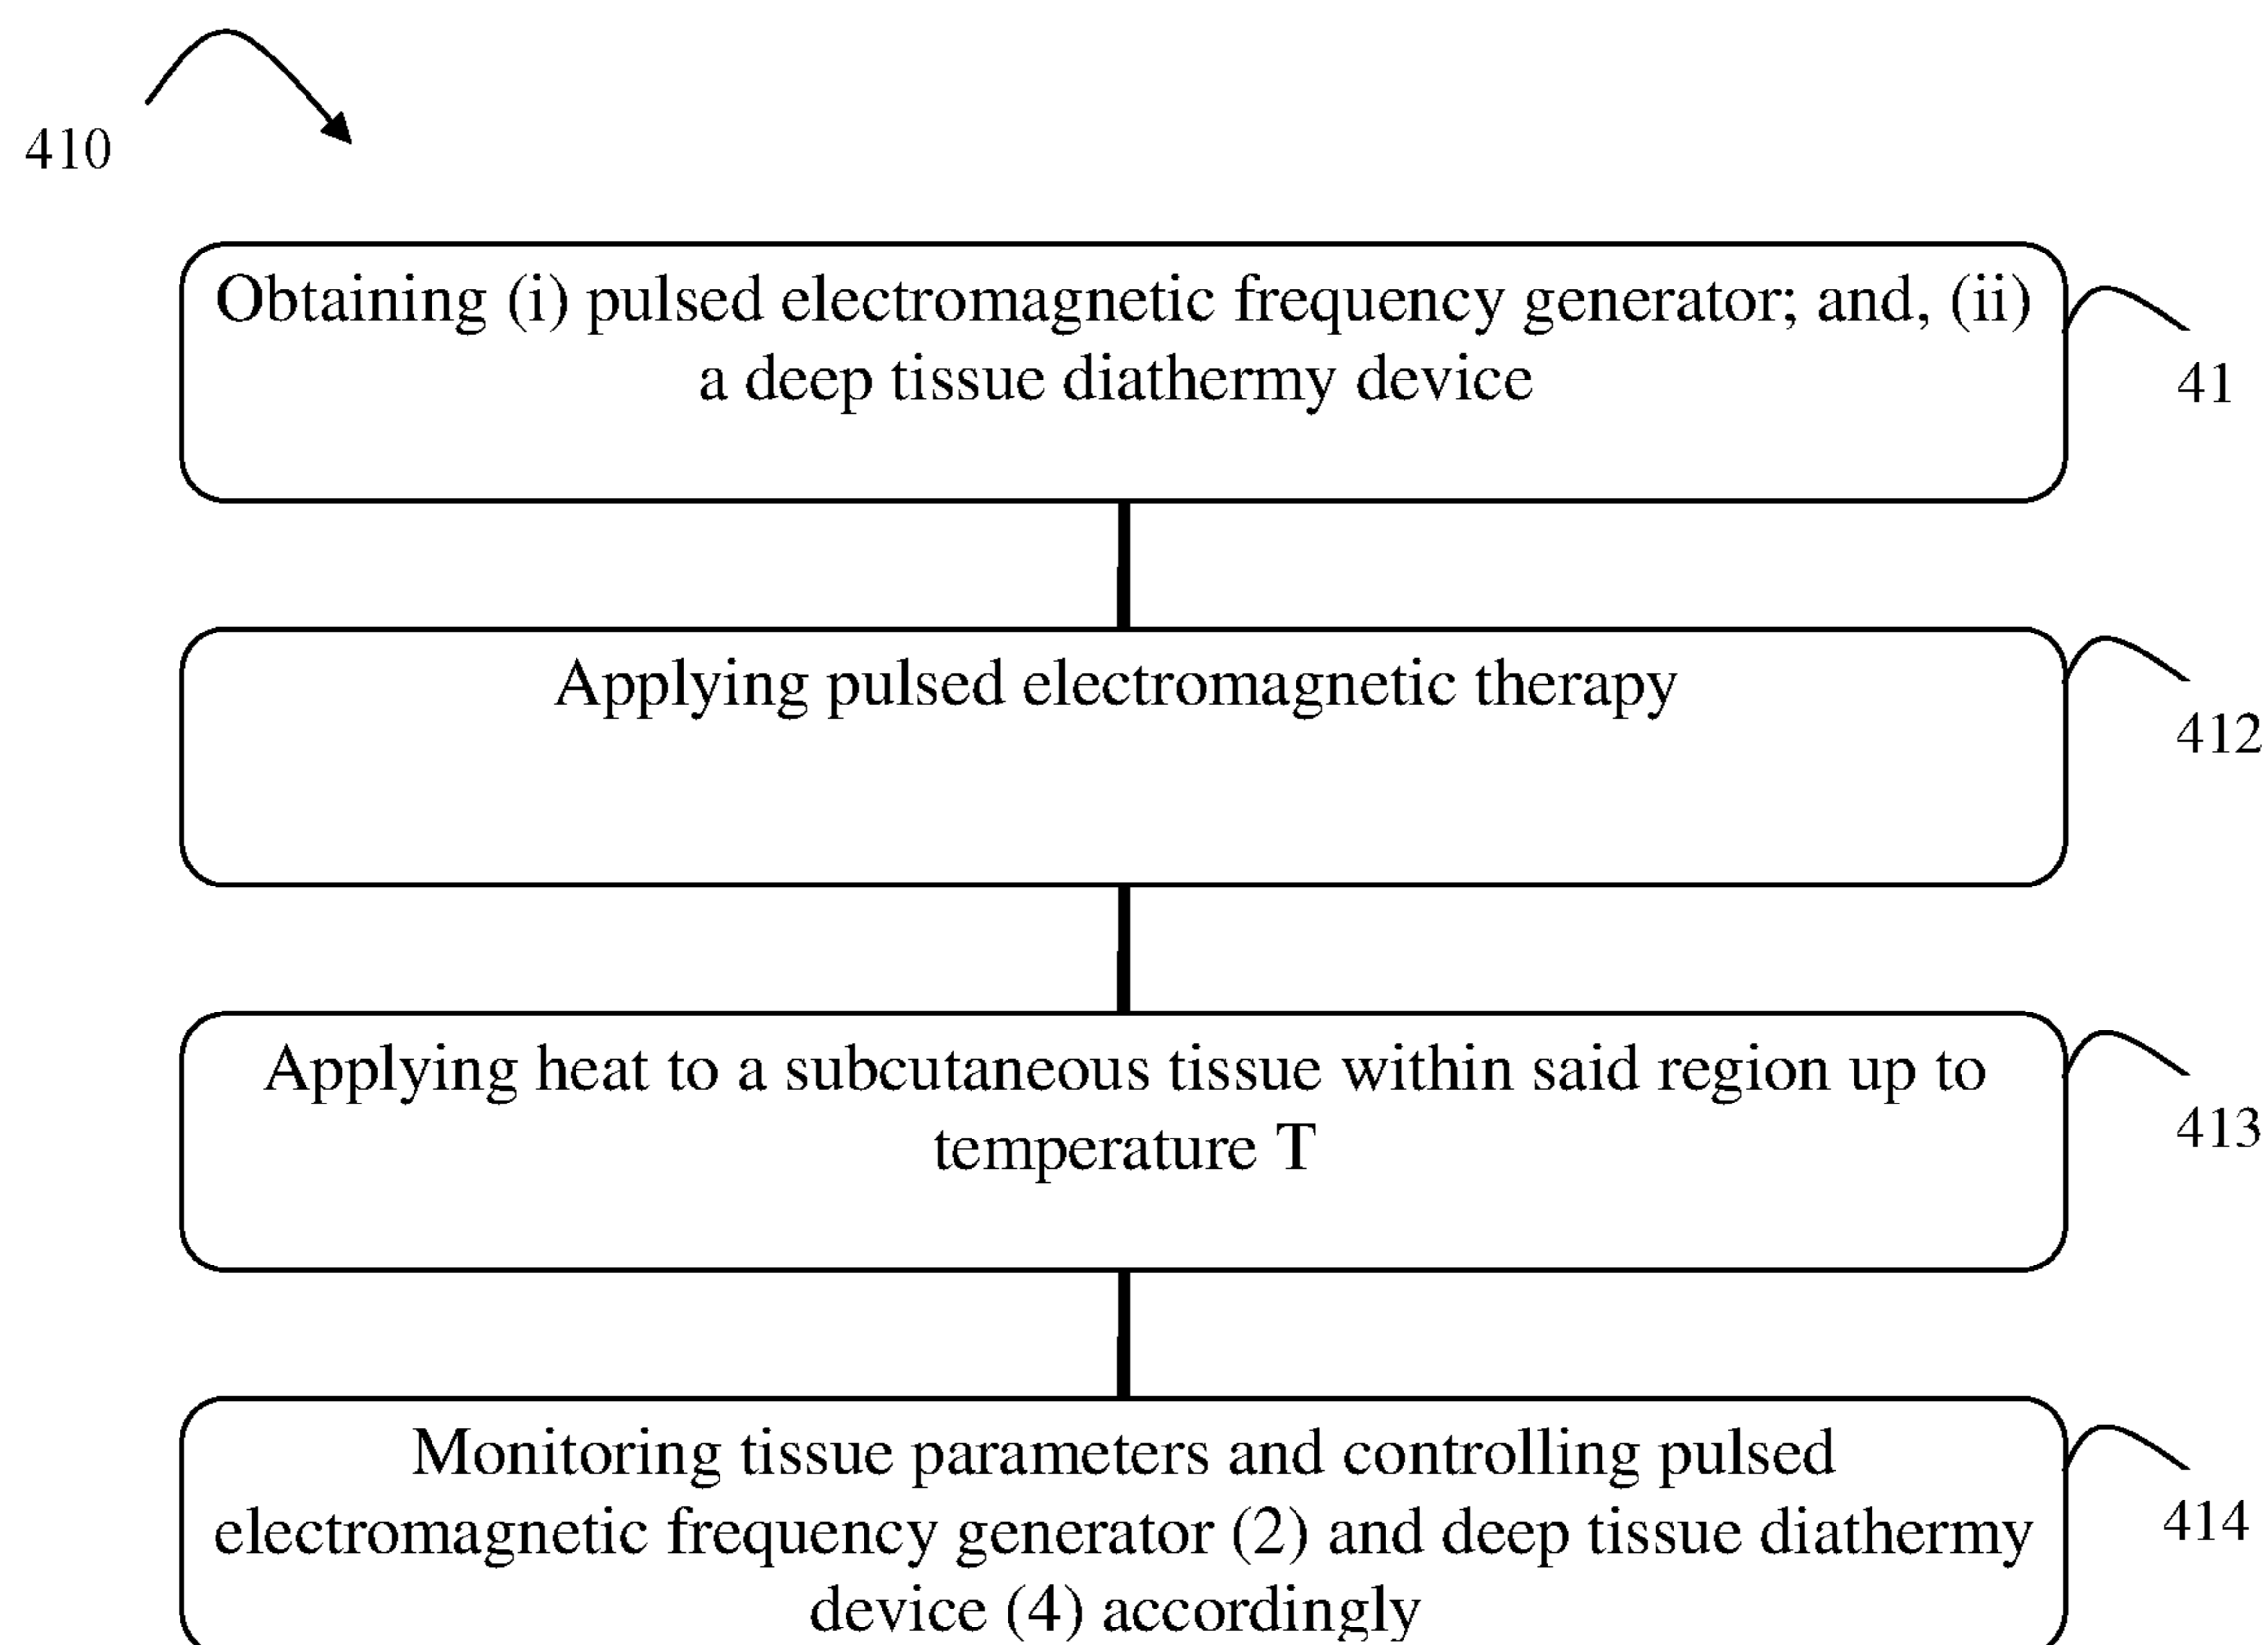 410
Obtaining (i) pulsed electromagnetic frequency generator; and, (ii)
a deep tissue diathermy device
41
Applying pulsed electromagnetic therapy
412
Applying heat to a subcutaneous tissue within said region up to
temperature T
413
Monitoring tissue parameters and controlling pulsed
electromagnetic frequency generator (2) and deep tissue diathermy
device (4) accordingly
414